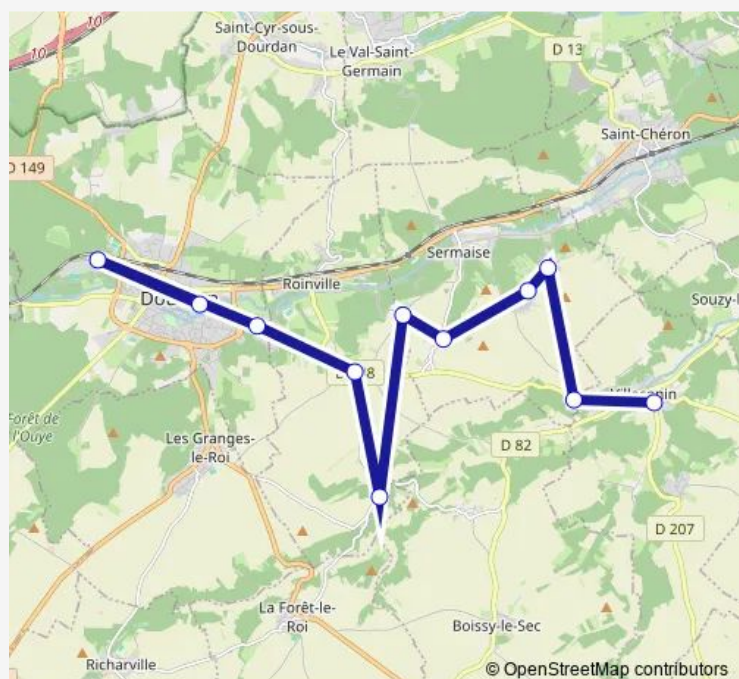 Saint-Cyr-sous-
Dourdan
Le Val-Saint-
Germain
D 13
10
10
Saint-Chéron
D 149
Sermaise
Roinville
Souzy-l
D 82
Forêt de
l'Ouye
Les Granges-
le-Roi
D 207
La Forêt-le-
Roi
Boissy-le-Sec
Richarville
© OpenStreetMap contributors